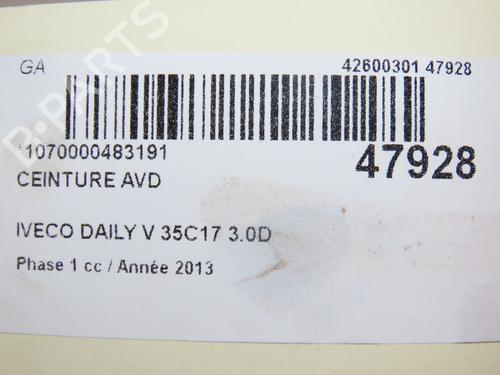 GA 42600301 47928
*1070000483191 47928
CEINTURE AVD
IVECO DAILY V 35C17 3.0D
Phase 1 cc / Année 2013
B-PARTS